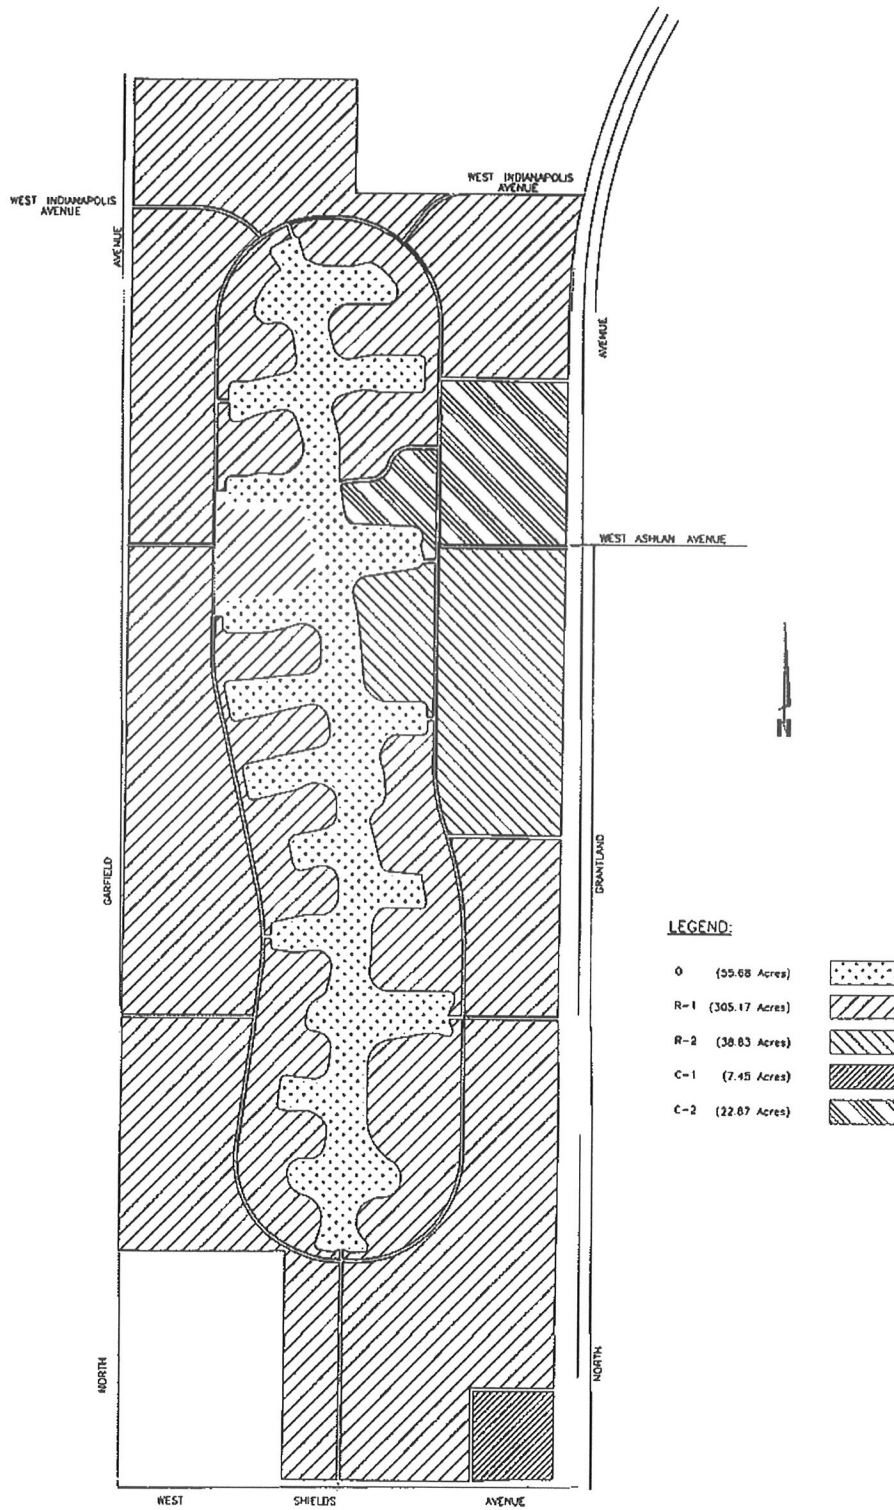 WEST INDIANAPOLIS
AVENUE
WEST INDIANAPOLIS
AVENUE
AVENUE
AVENUE
WEST ASHLAN AVENUE
N
GARFIELD
GRANTLAND
LEGEND:
O (55.68 Acres)
R-1 (305.17 Acres)
R-2 (38.83 Acres)
C-1 (7.45 Acres)
C-2 (22.87 Acres)
NORTH
NORTH
WEST SHIELDS AVENUE